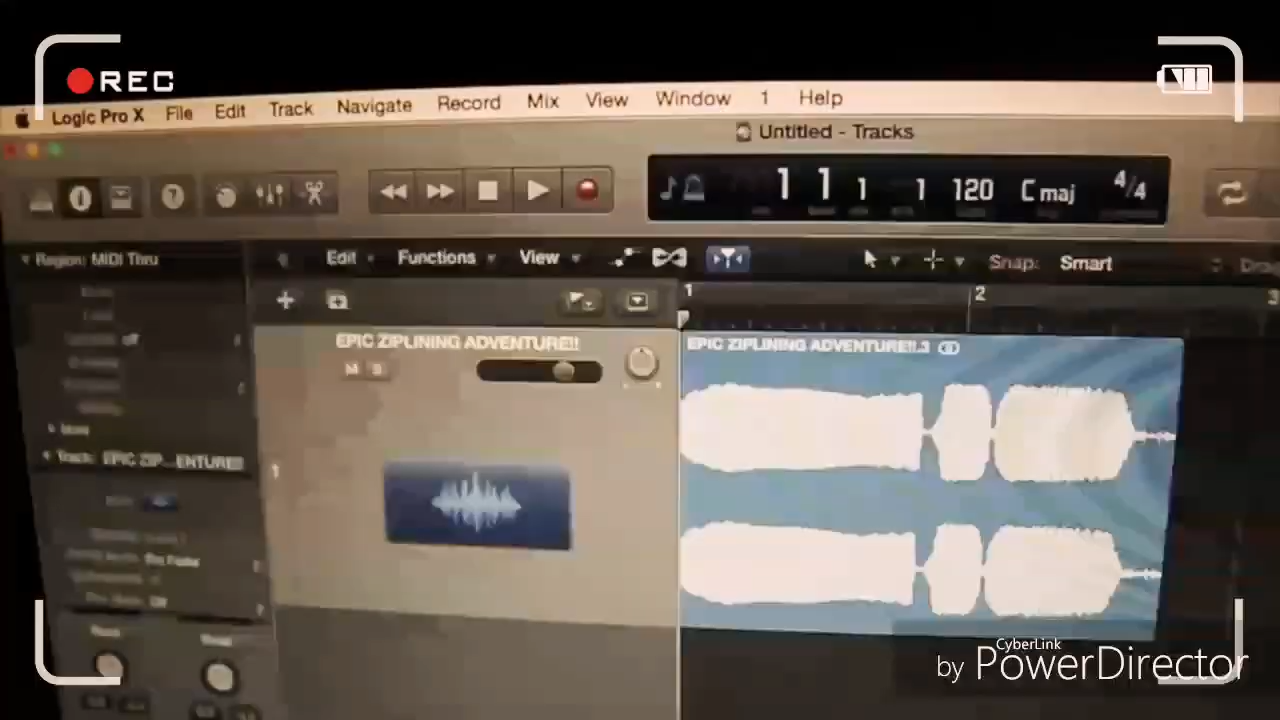 REC
Logic Pro X File Edit Track Navigate Record Mix View Window 1 Help
Untitled - Tracks
1 1 1 1 120 C maj 4/4
Region: MIDI Thru
Edit Functions View Snap: Smart
1 2 3
EPIC ZIPLINING ADVENTURE!!
M S
EPIC ZIPLINING ADVENTURE!!.3
Track: EPIC ZIP...ENTURE!!
1
CyberLink
by PowerDirector